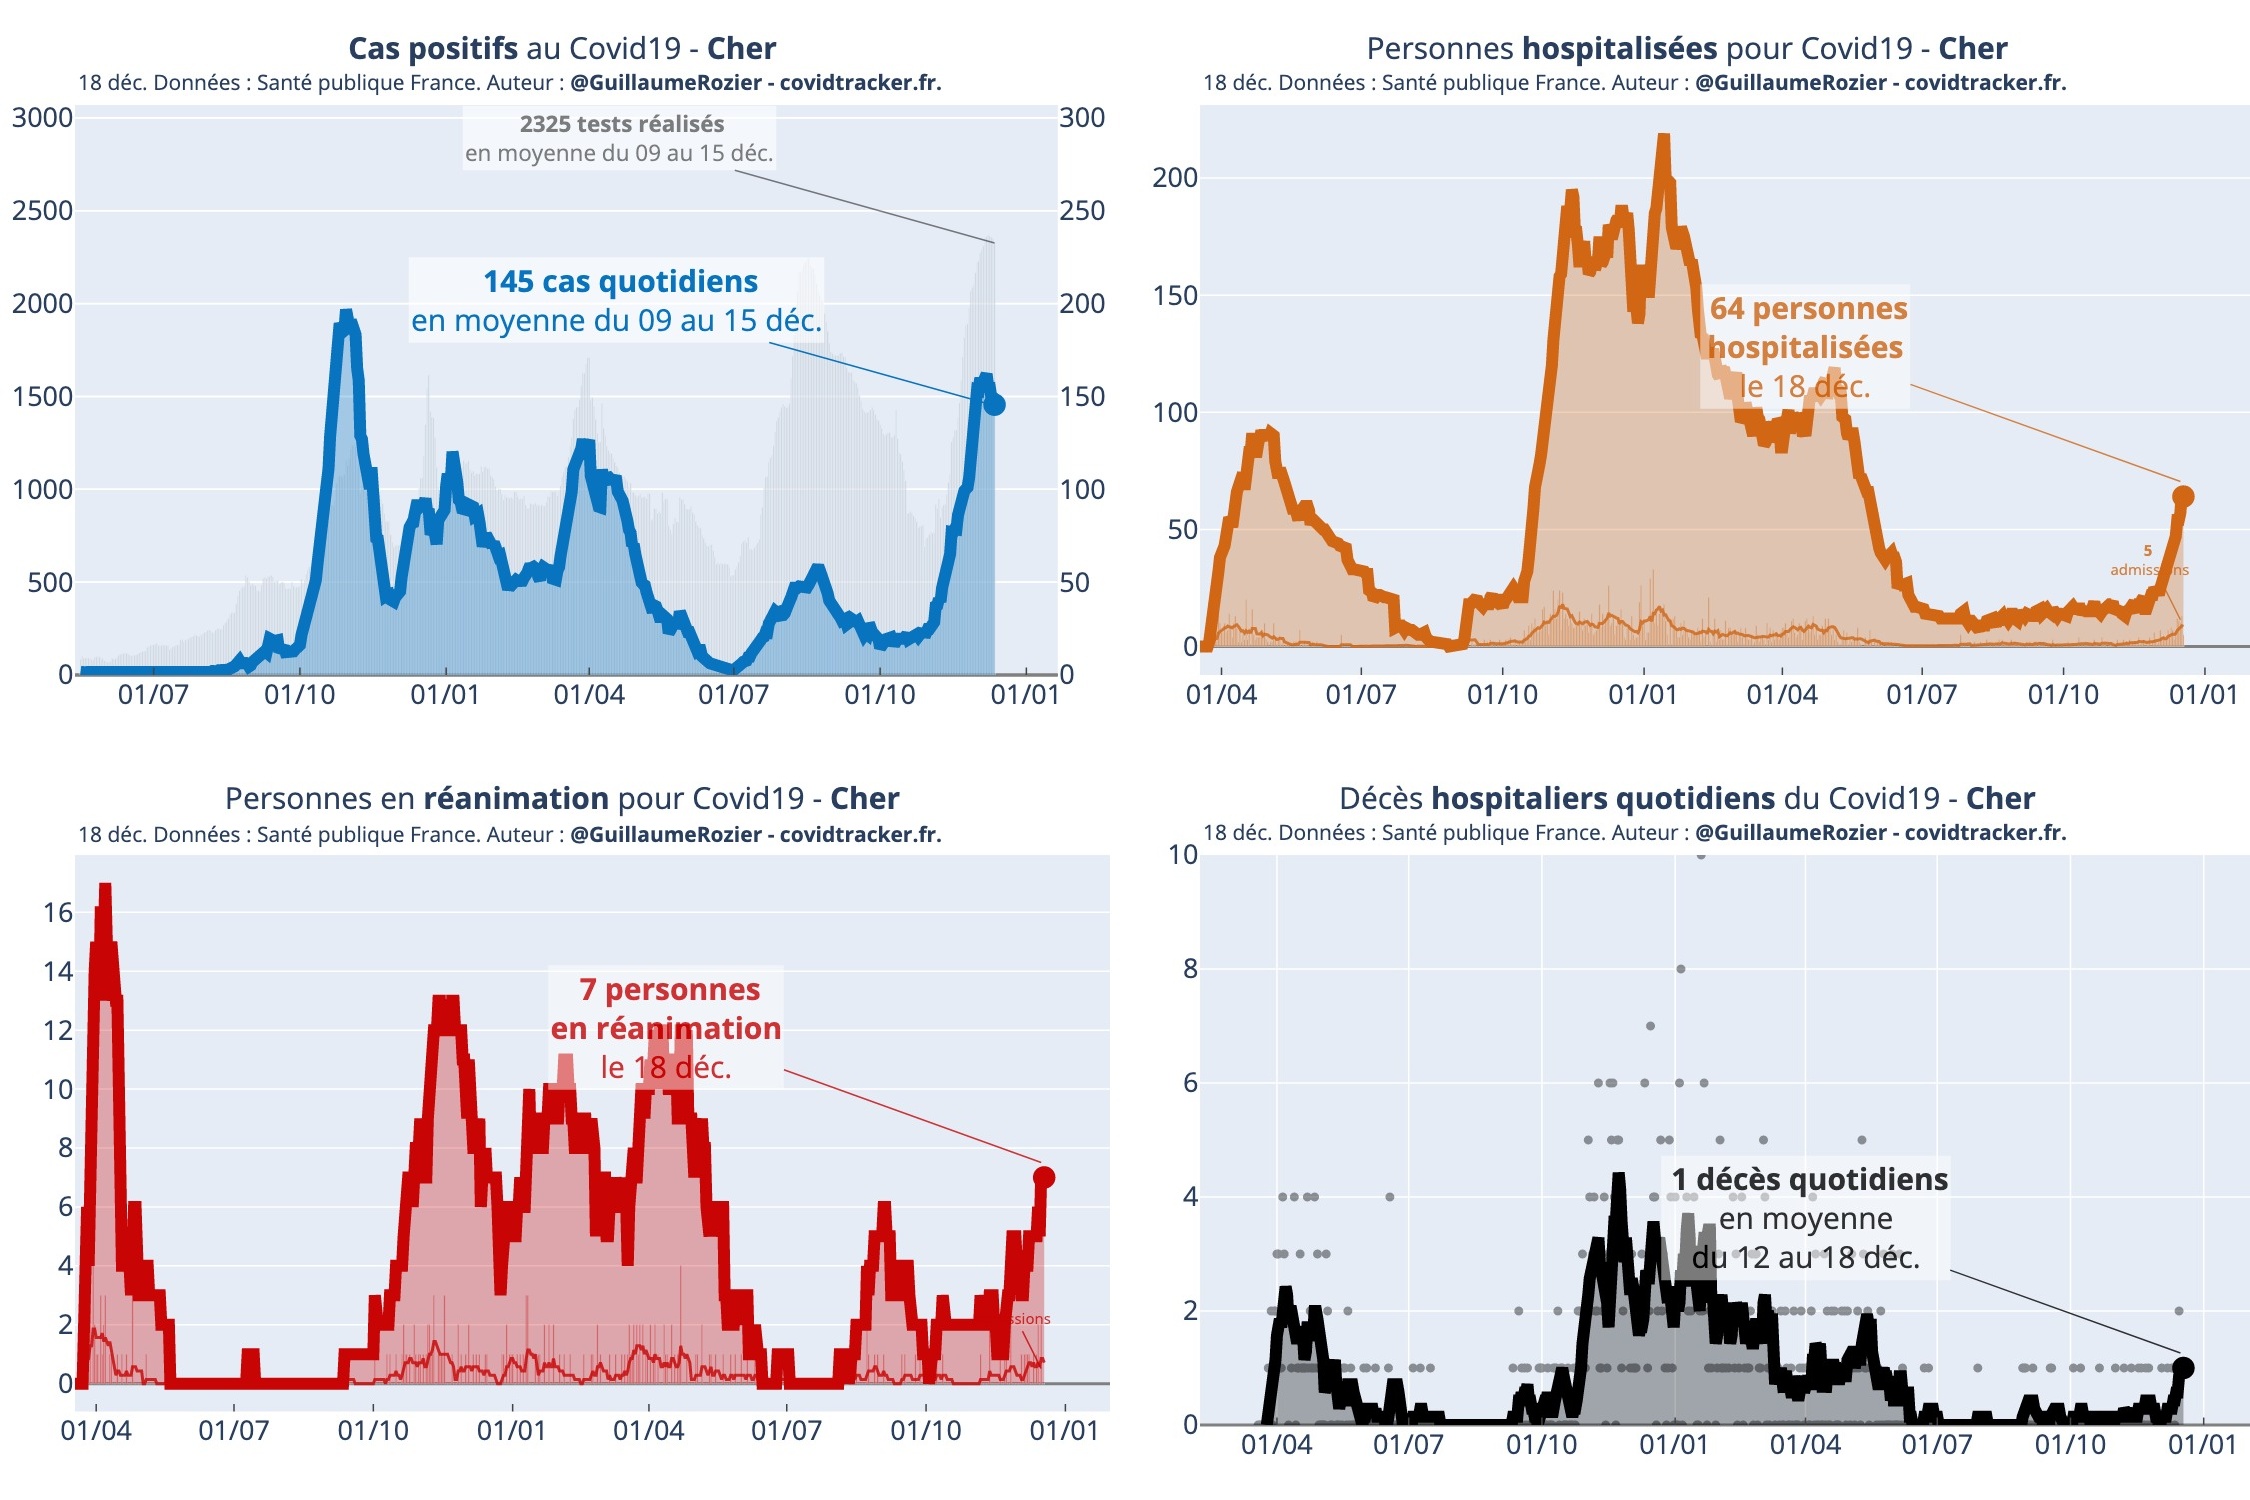 Cas positifs au Covid19 - Cher
18 déc. Données : Santé publique France. Auteur : @GuillaumeRozier - covidtracker.fr.
3000
2500
2000
1500
1000
500
0
300
250
200
150
100
50
0
2325 tests réalisés
en moyenne du 09 au 15 déc.
145 cas quotidiens
en moyenne du 09 au 15 déc.
01/07 01/10 01/01 01/04 01/07 01/10 01/01
Personnes hospitalisées pour Covid19 - Cher
18 déc. Données : Santé publique France. Auteur : @GuillaumeRozier - covidtracker.fr.
200
150
100
50
0
64 personnes
hospitalisées
le 18 déc.
5
admissions
01/04 01/07 01/10 01/01 01/04 01/07 01/10 01/01
Personnes en réanimation pour Covid19 - Cher
18 déc. Données : Santé publique France. Auteur : @GuillaumeRozier - covidtracker.fr.
16
14
12
10
8
6
4
2
0
7 personnes
en réanimation
le 18 déc.
ssions
01/04 01/07 01/10 01/01 01/04 01/07 01/10 01/01
Décès hospitaliers quotidiens du Covid19 - Cher
18 déc. Données : Santé publique France. Auteur : @GuillaumeRozier - covidtracker.fr.
10
8
6
4
2
0
1 décès quotidiens
en moyenne
du 12 au 18 déc.
01/04 01/07 01/10 01/01 01/04 01/07 01/10 01/01